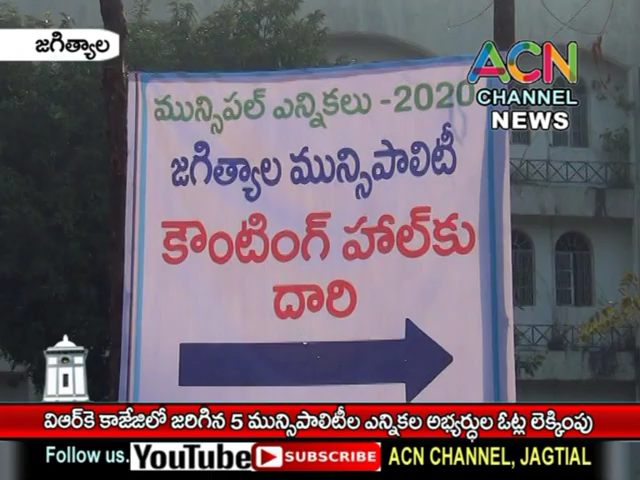 జగిత్యాల
ACN
CHANNEL
NEWS
మున్సిపల్ ఎన్నికలు -2020
జగిత్యాల మున్సిపాలిటీ
కౌంటింగ్ హాల్‌కు
దారి
విఆర్‌కె కాజేజిలో జరిగిన 5 మున్సిపాలిటీల ఎన్నికల అభ్యర్ధుల ఓట్ల లెక్కింపు
Follow us. YouTube SUBSCRIBE ACN CHANNEL, JAGTIAL